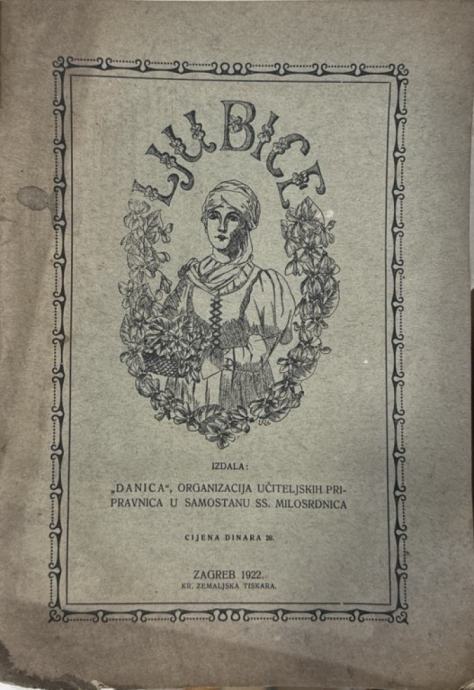 LJUBICE
IZDALA:
„DANICA“, ORGANIZACIJA UČITELJSKIH PRI-
PRAVNICA U SAMOSTANU SS. MILOSRDNICA
CIJENA DINARA 20.
ZAGREB 1922.
KR. ZEMALJSKA TISKARA.